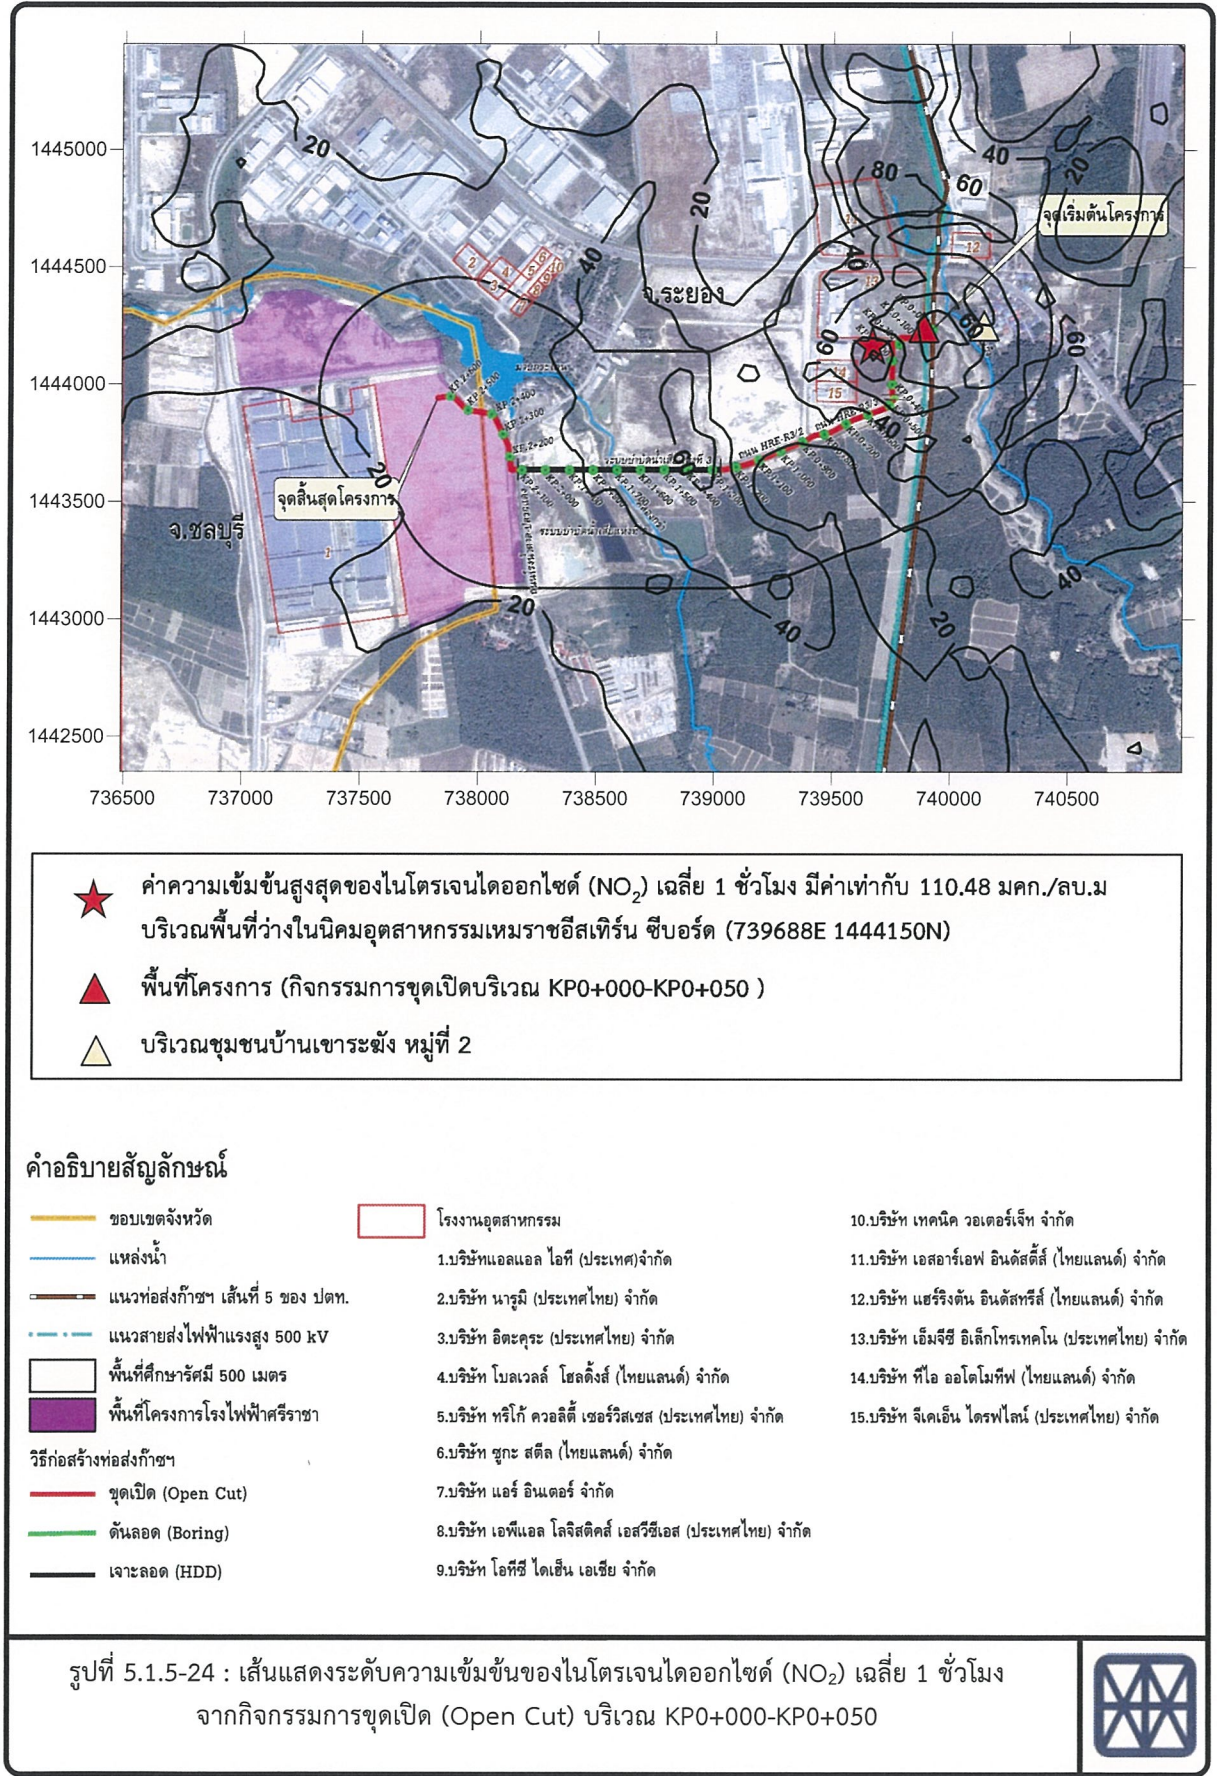 1445000
1444500
1444000
1443500
1443000
1442500
736500 737000 737500 738000 738500 739000 739500 740000 740500
20
20
40
80
60
40
20
จุดเริ่มต้นโครงการ
จ.ระยอง
จุดสิ้นสุดโครงการ
จ.ชลบุรี
60
60
60
40
60
20
20
40
20
40
40
1
2
3
4
5
6
10
12
13
14
15
ถนน HRE-R3/2
KP.2+400
KP.2+300
KP.2+200
ค่าความเข้มข้นสูงสุดของไนโตรเจนไดออกไซด์ (NO₂) เฉลี่ย 1 ชั่วโมง มีค่าเท่ากับ 110.48 มคก./ลบ.ม
บริเวณพื้นที่ว่างในนิคมอุตสาหกรรมเหมราชอีสเทิร์น ซีบอร์ด (739688E 1444150N)
พื้นที่โครงการ (กิจกรรมการขุดเปิดบริเวณ KP0+000-KP0+050 )
บริเวณชุมชนบ้านเขาระฆัง หมู่ที่ 2
คำอธิบายสัญลักษณ์
ขอบเขตจังหวัด
แหล่งน้ำ
แนวท่อส่งก๊าซฯ เส้นที่ 5 ของ ปตท.
แนวสายส่งไฟฟ้าแรงสูง 500 kV
พื้นที่ศึกษารัศมี 500 เมตร
พื้นที่โครงการโรงไฟฟ้าศรีราชา
วิธีก่อสร้างท่อส่งก๊าซฯ
ขุดเปิด (Open Cut)
ดันลอด (Boring)
เจาะลอด (HDD)
โรงงานอุตสาหกรรม
1.บริษัทแอลแอล ไอที (ประเทศ)จำกัด
2.บริษัท นารูมิ (ประเทศไทย) จำกัด
3.บริษัท อิตะคุระ (ประเทศไทย) จำกัด
4.บริษัท โบลเวลล์ โฮลดิ้งส์ (ไทยแลนด์) จำกัด
5.บริษัท ทริโก้ ควอลิตี้ เซอร์วิสเซส (ประเทศไทย) จำกัด
6.บริษัท ซูกะ สตีล (ไทยแลนด์) จำกัด
7.บริษัท แอร์ อินเตอร์ จำกัด
8.บริษัท เอพีแอล โลจิสติคส์ เอสวีซีเอส (ประเทศไทย) จำกัด
9.บริษัท โอทีซี ไดเฮ็น เอเชีย จำกัด
10.บริษัท เทคนิค วอเตอร์เจ็ท จำกัด
11.บริษัท เอสอาร์เอฟ อินดัสตี้ส์ (ไทยแลนด์) จำกัด
12.บริษัท แฮร์ริงตัน อินดัสทรีส์ (ไทยแลนด์) จำกัด
13.บริษัท เอ็มจีซี อิเล็กโทรเทคโน (ประเทศไทย) จำกัด
14.บริษัท ทีไอ ออโตโมทีฟ (ไทยแลนด์) จำกัด
15.บริษัท จีเคเอ็น ไดรฟไลน์ (ประเทศไทย) จำกัด
รูปที่ 5.1.5-24 : เส้นแสดงระดับความเข้มข้นของไนโตรเจนไดออกไซด์ (NO₂) เฉลี่ย 1 ชั่วโมง
จากกิจกรรมการขุดเปิด (Open Cut) บริเวณ KP0+000-KP0+050